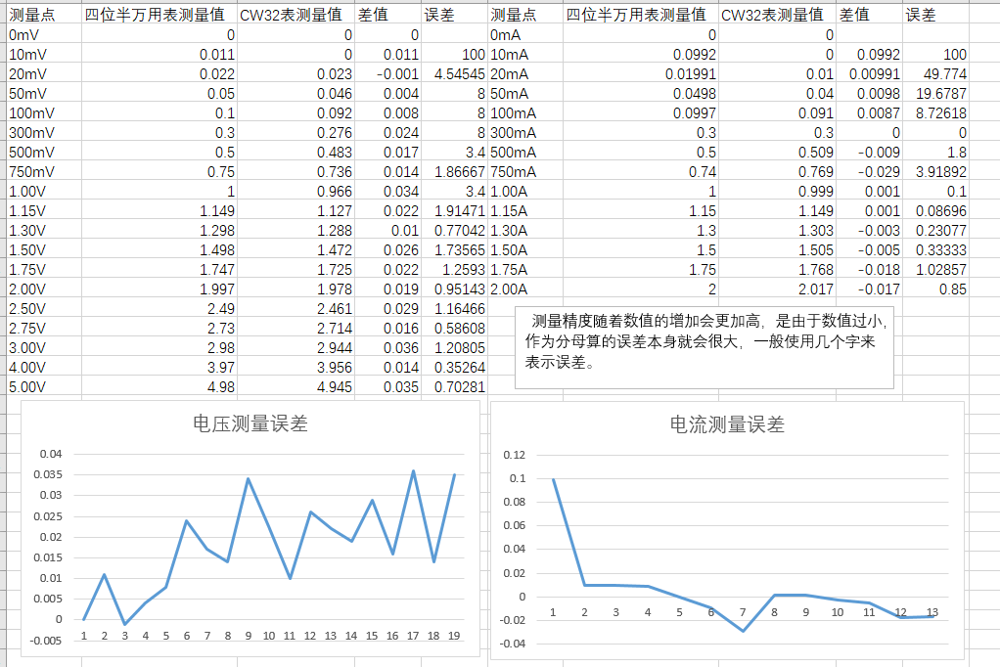 测量点 四位半万用表测量值 CW32表测量值 差值 误差 测量点 四位半万用表测量值 CW32表测量值 差值 误差
0mV 0 0 0 0mA 0 0
10mV 0.011 0 0.011 100 10mA 0.0992 0 0.0992 100
20mV 0.022 0.023 -0.001 4.54545 20mA 0.01991 0.01 0.00991 49.774
50mV 0.05 0.046 0.004 8 50mA 0.0498 0.04 0.0098 19.6787
100mV 0.1 0.092 0.008 8 100mA 0.0997 0.091 0.0087 8.72618
300mV 0.3 0.276 0.024 8 300mA 0.3 0.3 0 0
500mV 0.5 0.483 0.017 3.4 500mA 0.5 0.509 -0.009 1.8
750mV 0.75 0.736 0.014 1.86667 750mA 0.74 0.769 -0.029 3.91892
1.00V 1 0.966 0.034 3.4 1.00A 1 0.999 0.001 0.1
1.15V 1.149 1.127 0.022 1.91471 1.15A 1.15 1.149 0.001 0.08696
1.30V 1.298 1.288 0.01 0.77042 1.30A 1.3 1.303 -0.003 0.23077
1.50V 1.498 1.472 0.026 1.73565 1.50A 1.5 1.505 -0.005 0.33333
1.75V 1.747 1.725 0.022 1.2593 1.75A 1.75 1.768 -0.018 1.02857
2.00V 1.997 1.978 0.019 0.95143 2.00A 2 2.017 -0.017 0.85
2.50V 2.49 2.461 0.029 1.16466
2.75V 2.73 2.714 0.016 0.58608
3.00V 2.98 2.944 0.036 1.20805
4.00V 3.97 3.956 0.014 0.35264
5.00V 4.98 4.945 0.035 0.70281
测量精度随着数值的增加会更加高，是由于数值过小，
作为分母算的误差本身就会很大，一般使用几个字来
表示误差。
电压测量误差
0.04
0.035
0.03
0.025
0.02
0.015
0.01
0.005
0
-0.005
1 2 3 4 5 6 7 8 9 10 11 12 13 14 15 16 17 18 19
电流测量误差
0.12
0.1
0.08
0.06
0.04
0.02
0
-0.02
-0.04
1 2 3 4 5 6 7 8 9 10 11 12 13